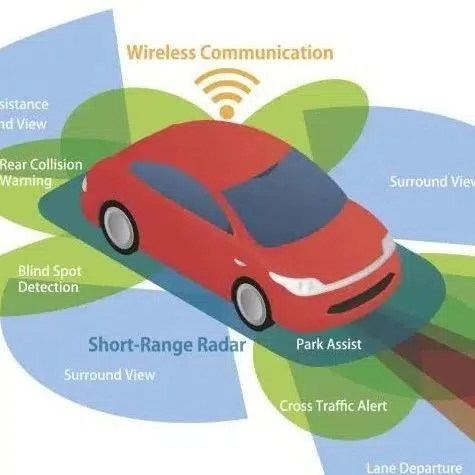 Wireless Communication
sistance
nd View
Rear Collision
Warning
Surround View
Blind Spot
Detection
Short-Range Radar
Park Assist
Surround View
Cross Traffic Alert
Lane Departure